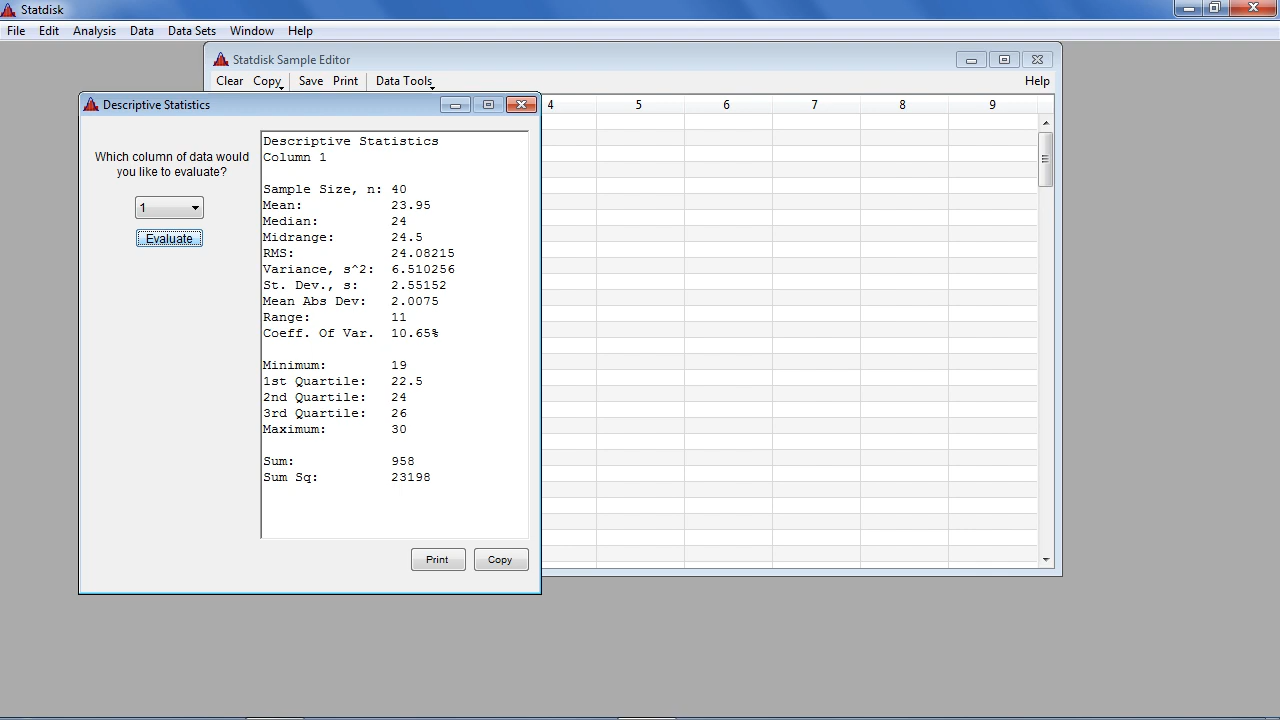 Statdisk
File Edit Analysis Data Data Sets Window Help
Statdisk Sample Editor
Clear Copy Save Print Data Tools Help
4 5 6 7 8 9
Descriptive Statistics
Which column of data would
you like to evaluate?
1
Evaluate
Descriptive Statistics
Column 1
Sample Size, n: 40
Mean: 23.95
Median: 24
Midrange: 24.5
RMS: 24.08215
Variance, s^2: 6.510256
St. Dev., s: 2.55152
Mean Abs Dev: 2.0075
Range: 11
Coeff. Of Var. 10.65%
Minimum: 19
1st Quartile: 22.5
2nd Quartile: 24
3rd Quartile: 26
Maximum: 30
Sum: 958
Sum Sq: 23198
Print Copy